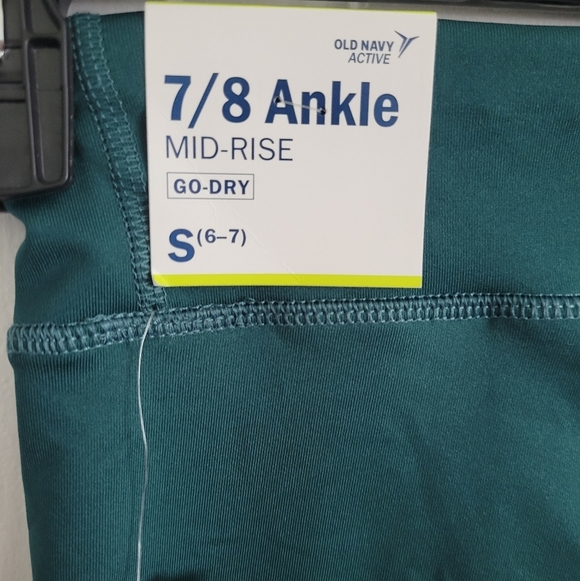 OLD NAVY
ACTIVE
7/8 Ankle
MID-RISE
GO-DRY
S(6–7)